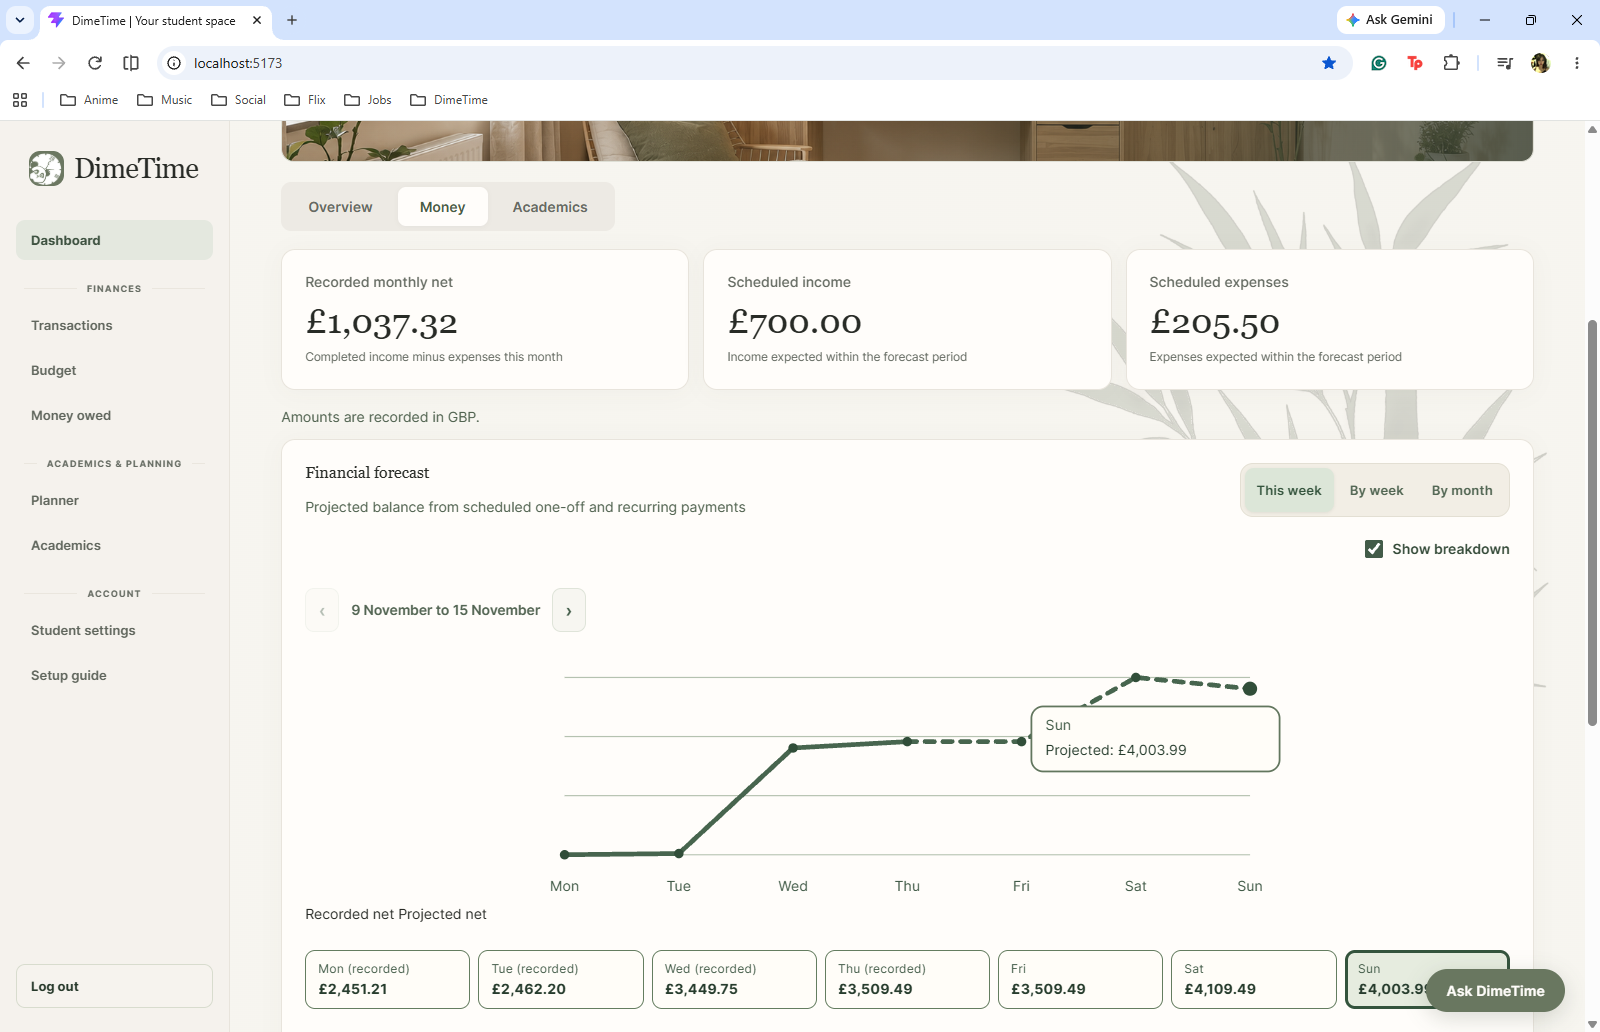 DimeTime | Your student space
Ask Gemini
localhost:5173
Anime
Music
Social
Flix
Jobs
DimeTime
DimeTime
Dashboard
FINANCES
Transactions
Budget
Money owed
ACADEMICS & PLANNING
Planner
Academics
ACCOUNT
Student settings
Setup guide
Log out
Overview
Money
Academics
Recorded monthly net
£1,037.32
Completed income minus expenses this month
Scheduled income
£700.00
Income expected within the forecast period
Scheduled expenses
£205.50
Expenses expected within the forecast period
Amounts are recorded in GBP.
Financial forecast
Projected balance from scheduled one-off and recurring payments
This week
By week
By month
Show breakdown
‹
9 November to 15 November
›
Sun
Projected: £4,003.99
Mon
Tue
Wed
Thu
Fri
Sat
Sun
Recorded net Projected net
Mon (recorded)
£2,451.21
Tue (recorded)
£2,462.20
Wed (recorded)
£3,449.75
Thu (recorded)
£3,509.49
Fri
£3,509.49
Sat
£4,109.49
Sun
£4,003.99
Ask DimeTime